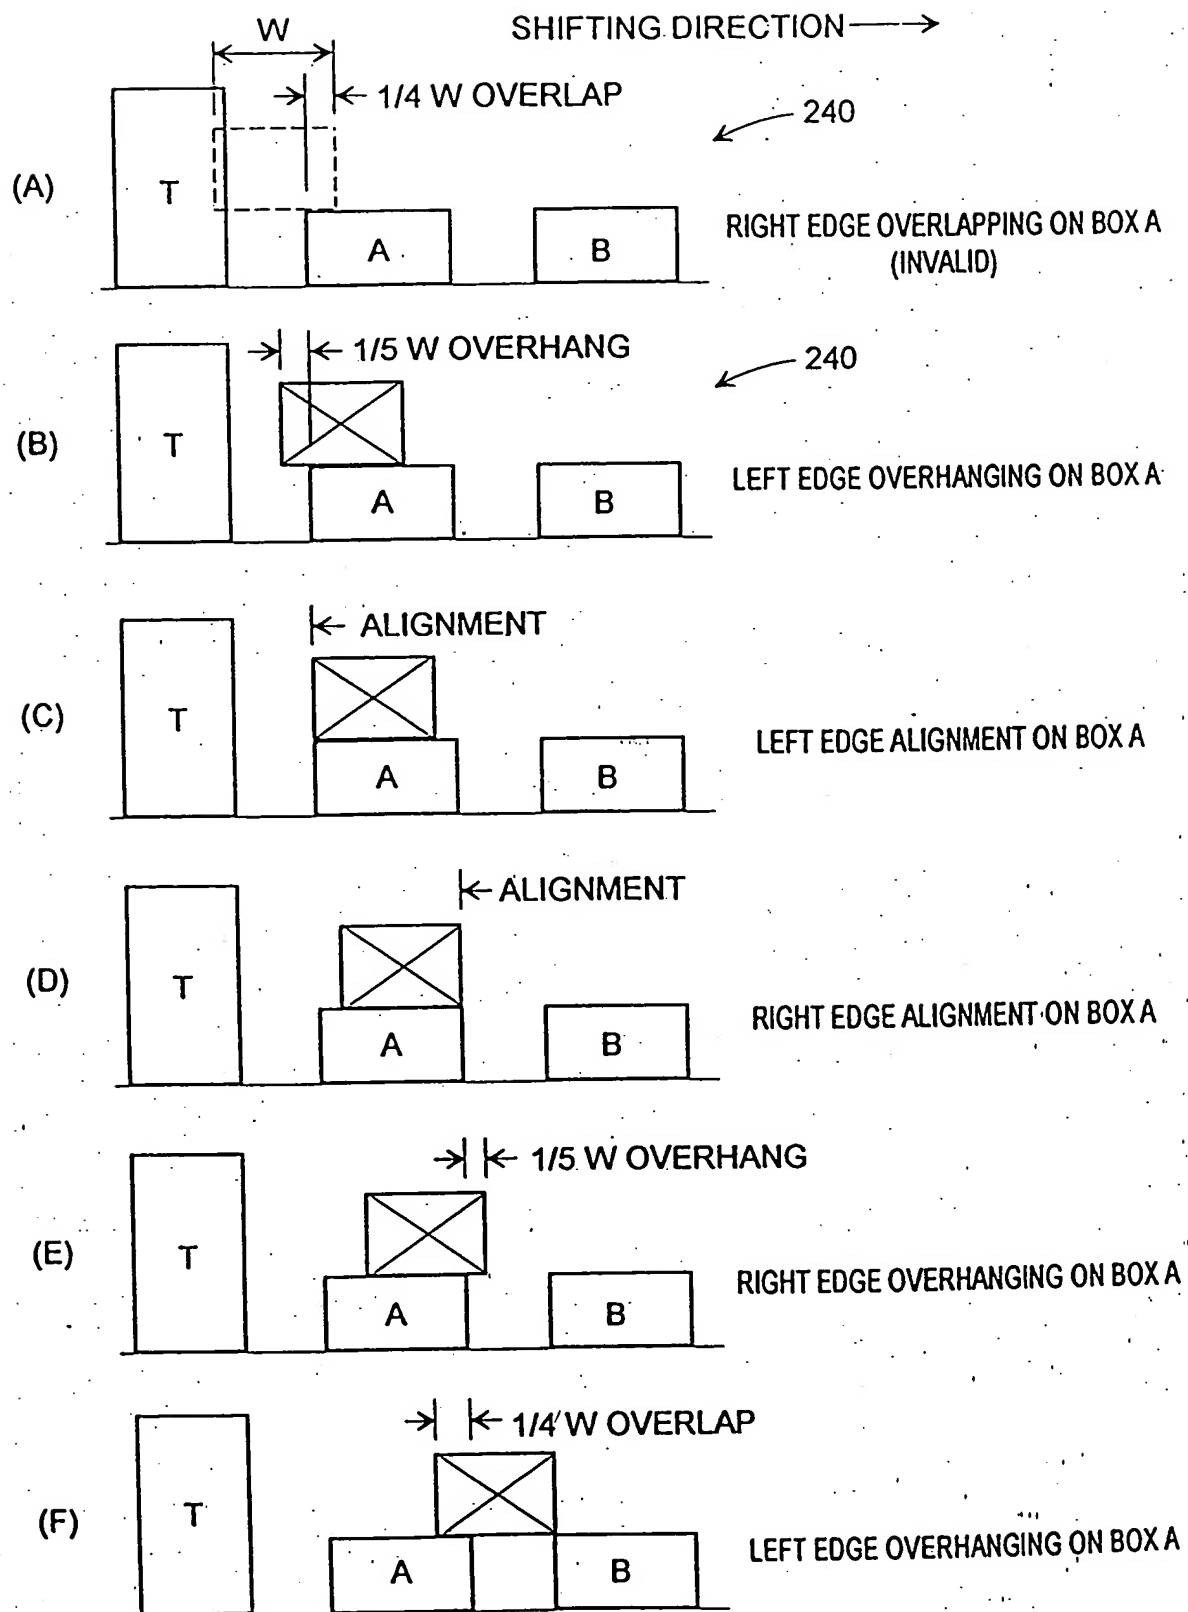 W
SHIFTING DIRECTION
1/4 W OVERLAP
240
(A)
T
A
B
RIGHT EDGE OVERLAPPING ON BOX A
(INVALID)
1/5 W OVERHANG
240
(B)
T
A
B
LEFT EDGE OVERHANGING ON BOX A
ALIGNMENT
(C)
T
A
B
LEFT EDGE ALIGNMENT ON BOX A
ALIGNMENT
(D)
T
A
B
RIGHT EDGE ALIGNMENT ON BOX A
1/5 W OVERHANG
(E)
T
A
B
RIGHT EDGE OVERHANGING ON BOX A
1/4 W OVERLAP
(F)
T
A
B
LEFT EDGE OVERHANGING ON BOX A